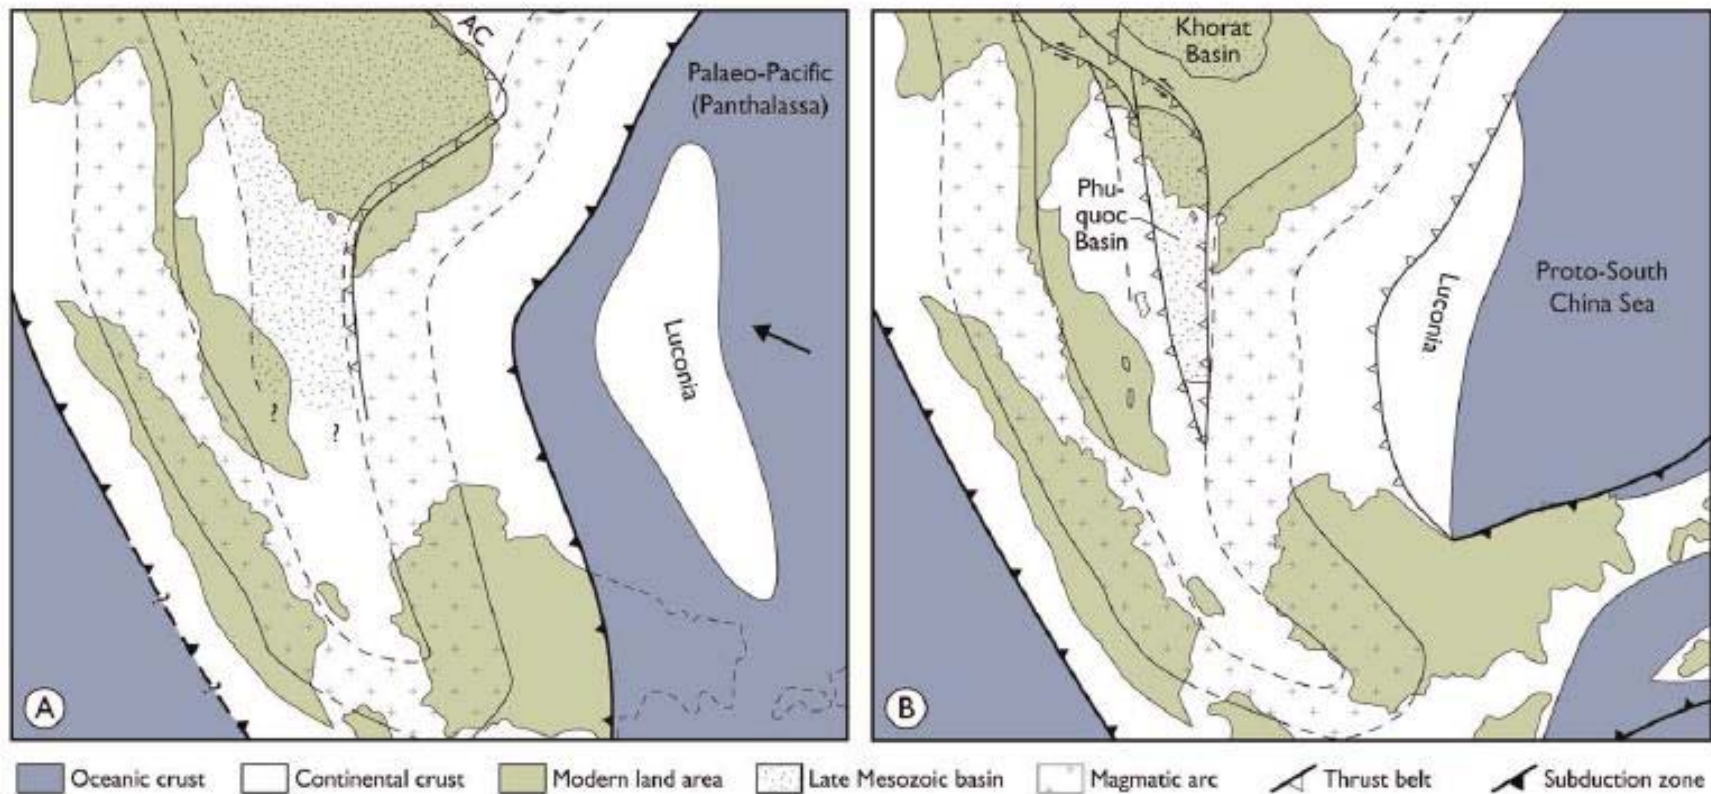 AC
Palaeo-Pacific
(Panthalassa)
Luconia
?
?
A
Khorat
Basin
Phu-
quoc
Basin
Luconia
Proto-South
China Sea
B
Oceanic crust
Continental crust
Modern land area
Late Mesozoic basin
Magmatic arc
Thrust belt
Subduction zone